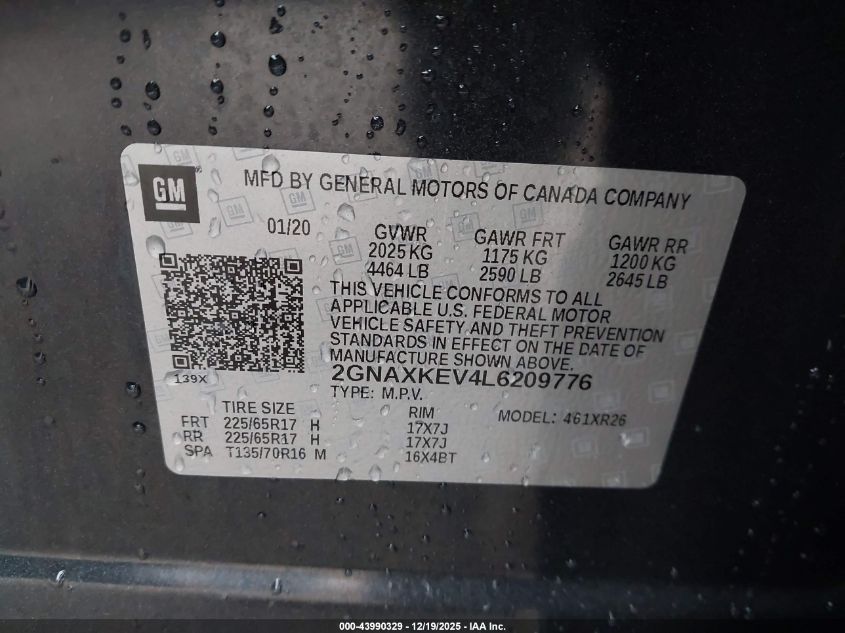 GM
MFD BY GENERAL MOTORS OF CANADA COMPANY
01/20
GVWR GAWR FRT GAWR RR
2025 KG 1175 KG 1200 KG
4464 LB 2590 LB 2645 LB
THIS VEHICLE CONFORMS TO ALL
APPLICABLE U.S. FEDERAL MOTOR
VEHICLE SAFETY AND THEFT PREVENTION
STANDARDS IN EFFECT ON THE DATE OF
MANUFACTURE SHOWN ABOVE.
139X
2GNAXKEV4L6209776
TYPE: M.P.V.
TIRE SIZE RIM MODEL: 461XR26
FRT 225/65R17 H 17X7J
RR 225/65R17 H 17X7J
SPA T135/70R16 M 16X4BT
000-43990329 - 12/19/2025 - IAA Inc.